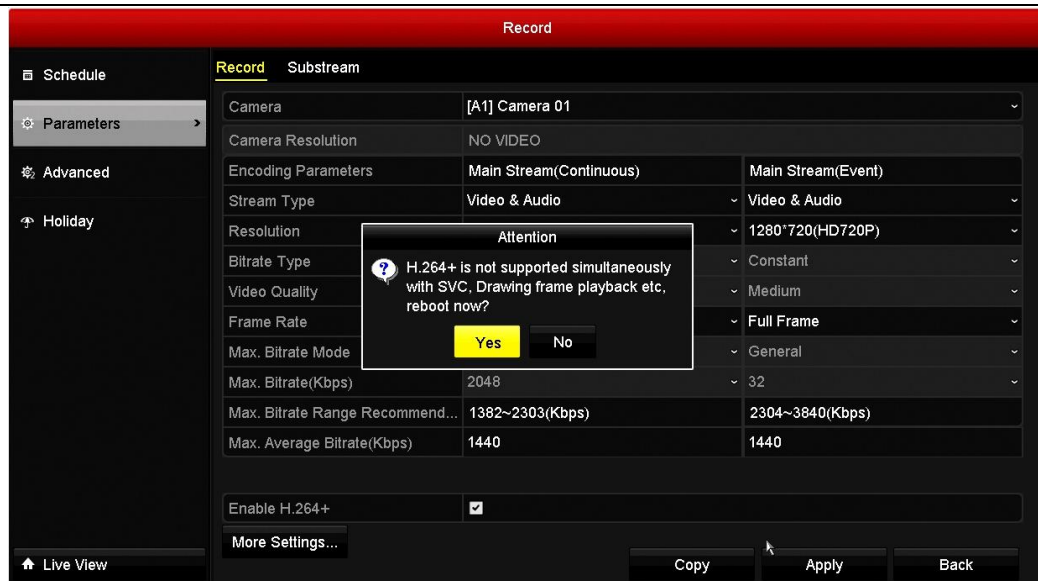 Record
Schedule
Parameters
Advanced
Holiday
Live View
Record Substream
Camera [A1] Camera 01
Camera Resolution NO VIDEO
Encoding Parameters Main Stream(Continuous) Main Stream(Event)
Stream Type Video & Audio Video & Audio
Resolution 1280*720(HD720P)
Bitrate Type Constant
Video Quality Medium
Frame Rate Full Frame
Max. Bitrate Mode General
Max. Bitrate(Kbps) 2048 32
Max. Bitrate Range Recommend... 1382~2303(Kbps) 2304~3840(Kbps)
Max. Average Bitrate(Kbps) 1440 1440
Enable H.264+
More Settings...
Copy Apply Back
Attention
H.264+ is not supported simultaneously
with SVC, Drawing frame playback etc,
reboot now?
Yes No